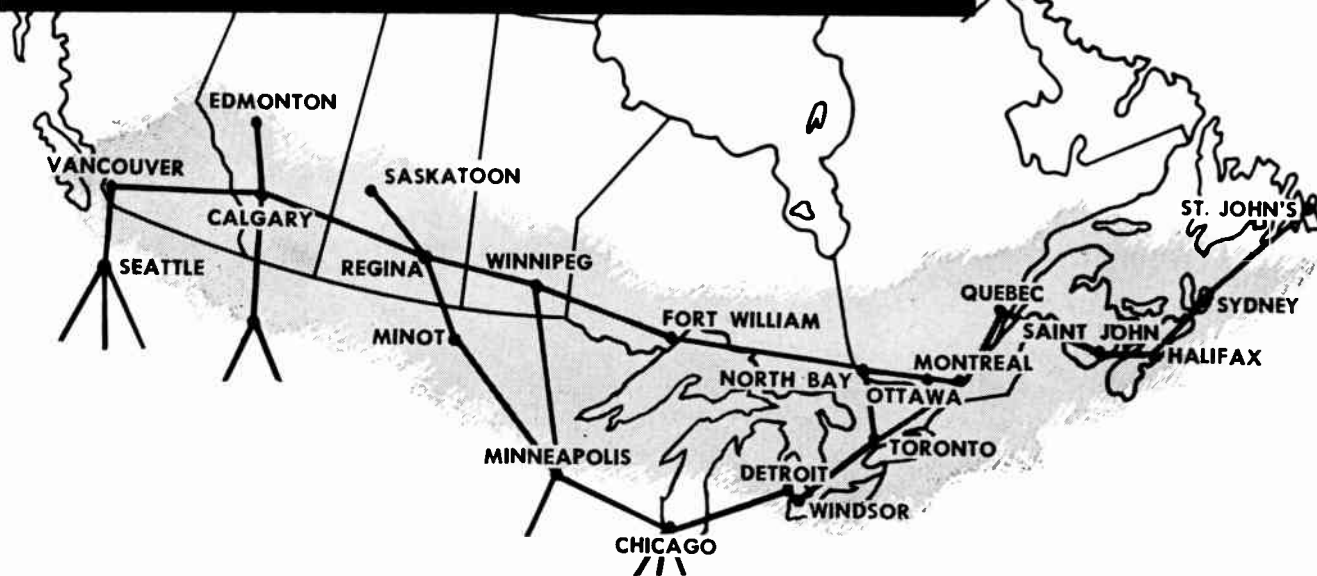 EDMONTON
VANCOUVER
SASKATOON
CALGARY
ST. JOHN'S
SEATTLE
REGINA
WINNIPEG
QUEBEC
SYDNEY
FORT WILLIAM
SAINT JOHN
MINOT
HALIFAX
MONTREAL
NORTH BAY
OTTAWA
TORONTO
MINNEAPOLIS
DETROIT
WINDSOR
CHICAGO